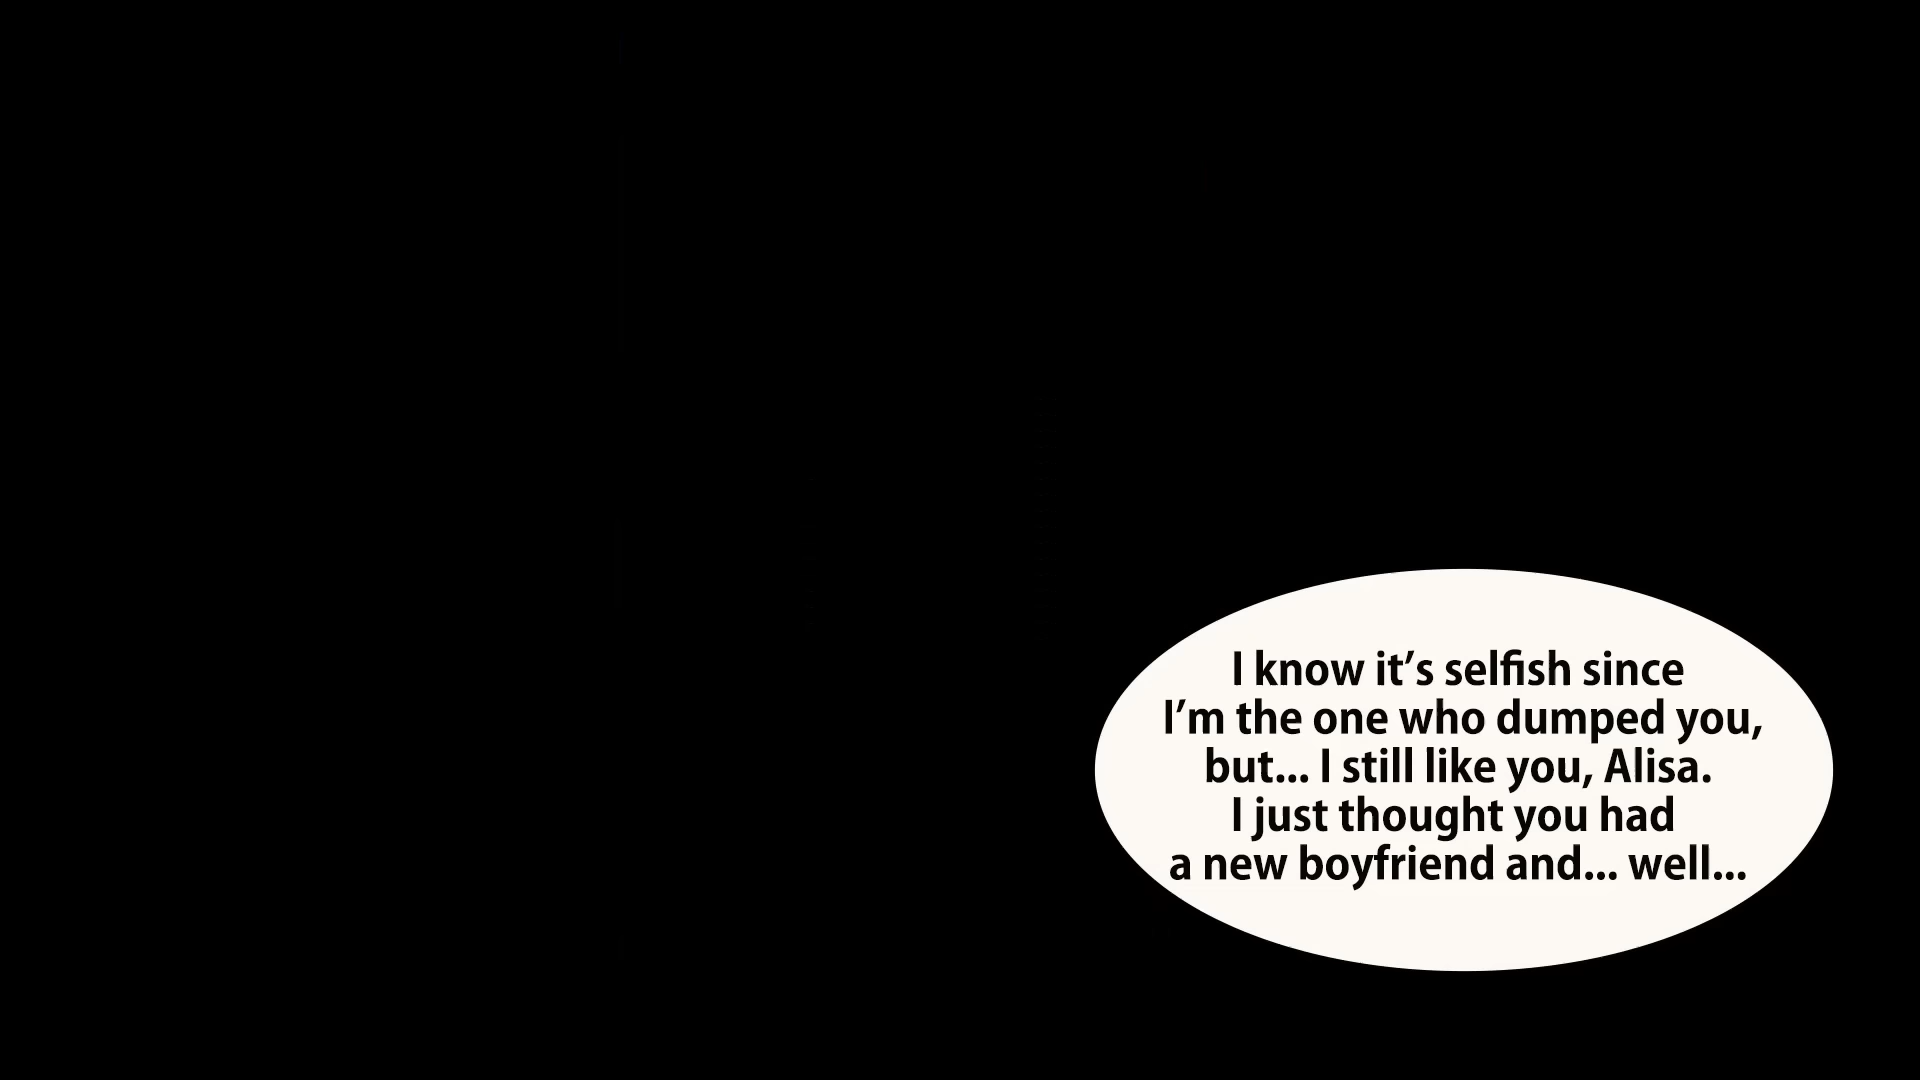 I know it’s selfish since
I’m the one who dumped you,
but... I still like you, Alisa.
I just thought you had
a new boyfriend and... well...